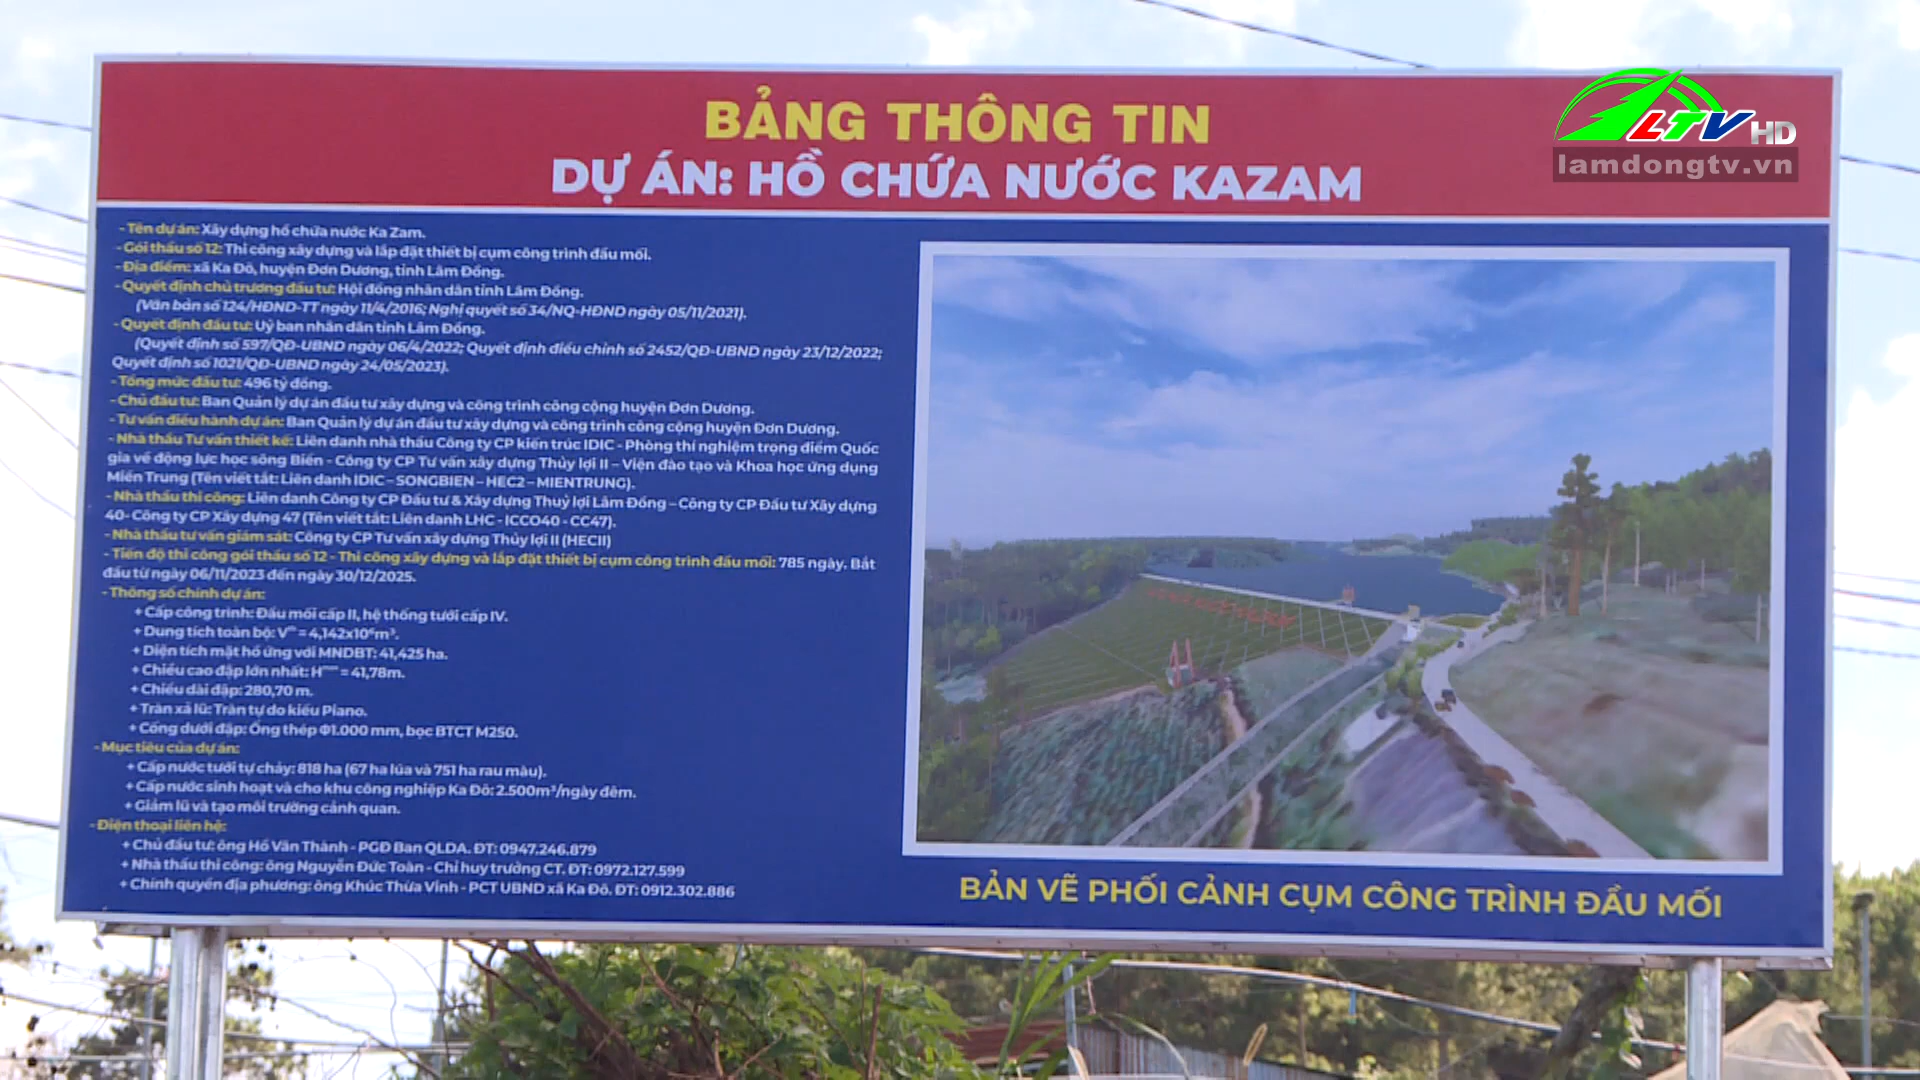 BẢNG THÔNG TIN
DỰ ÁN: HỒ CHỨA NƯỚC KAZAM
LTV HD
lamdongtv.vn
- Tên dự án: Xây dựng hồ chứa nước Ka Zam.
- Gói thầu số 12: Thi công xây dựng và lắp đặt thiết bị cụm công trình đầu mối.
- Địa điểm: xã Ka Đô, huyện Đơn Dương, tỉnh Lâm Đồng.
- Quyết định chủ trương đầu tư: Hội đồng nhân dân tỉnh Lâm Đồng.
(Văn bản số 124/HĐND-TT ngày 11/4/2016; Nghị quyết số 34/NQ-HĐND ngày 05/11/2021).
- Quyết định đầu tư: Uỷ ban nhân dân tỉnh Lâm Đồng.
(Quyết định số 597/QĐ-UBND ngày 06/4/2022; Quyết định điều chỉnh số 2452/QĐ-UBND ngày 23/12/2022;
Quyết định số 1021/QĐ-UBND ngày 24/05/2023).
- Tổng mức đầu tư: 496 tỷ đồng.
- Chủ đầu tư: Ban Quản lý dự án đầu tư xây dựng và công trình công cộng huyện Đơn Dương.
- Tư vấn điều hành dự án: Ban Quản lý dự án đầu tư xây dựng và công trình công cộng huyện Đơn Dương.
- Nhà thầu Tư vấn thiết kế: Liên danh nhà thầu Công ty CP kiến trúc IDIC - Phòng thí nghiệm trọng điểm Quốc
gia về động lực học sông Biển - Công ty CP Tư vấn xây dựng Thủy lợi II – Viện đào tạo và Khoa học ứng dụng
Miền Trung (Tên viết tắt: Liên danh IDIC – SONGBIEN – HEC2 – MIENTRUNG).
- Nhà thầu thi công: Liên danh Công ty CP Đầu tư & Xây dựng Thuỷ lợi Lâm Đồng – Công ty CP Đầu tư Xây dựng
40- Công ty CP Xây dựng 47 (Tên viết tắt: Liên danh LHC - ICCO40 - CC47).
- Nhà thầu tư vấn giám sát: Công ty CP Tư vấn xây dựng Thủy lợi II (HECII)
- Tiến độ thi công gói thầu số 12 - Thi công xây dựng và lắp đặt thiết bị cụm công trình đầu mối: 785 ngày. Bắt
đầu từ ngày 06/11/2023 đến ngày 30/12/2025.
- Thông số chính dự án:
+ Cấp công trình: Đầu mối cấp II, hệ thống tưới cấp IV.
+ Dung tích toàn bộ: V = 4,142x10⁶m³.
+ Diện tích mặt hồ ứng với MNDBT: 41,425 ha.
+ Chiều cao đập lớn nhất: H = 41,78m.
+ Chiều dài đập: 280,70 m.
+ Tràn xả lũ: Tràn tự do kiểu Piano.
+ Cống dưới đập: Ống thép Φ1.000 mm, bọc BTCT M250.
- Mục tiêu của dự án:
+ Cấp nước tưới tự chảy: 818 ha (67 ha lúa và 751 ha rau màu).
+ Cấp nước sinh hoạt và cho khu công nghiệp Ka Đô: 2.500m³/ngày đêm.
+ Giảm lũ và tạo môi trường cảnh quan.
- Điện thoại liên hệ:
+ Chủ đầu tư: ông Hồ Văn Thành - PGĐ Ban QLDA. ĐT: 0947.246.879
+ Nhà thầu thi công: ông Nguyễn Đức Toàn - Chỉ huy trưởng CT. ĐT: 0972.127.599
+ Chính quyền địa phương: ông Khúc Thừa Vinh - PCT UBND xã Ka Đô. ĐT: 0912.302.886
BẢN VẼ PHỐI CẢNH CỤM CÔNG TRÌNH ĐẦU MỐI